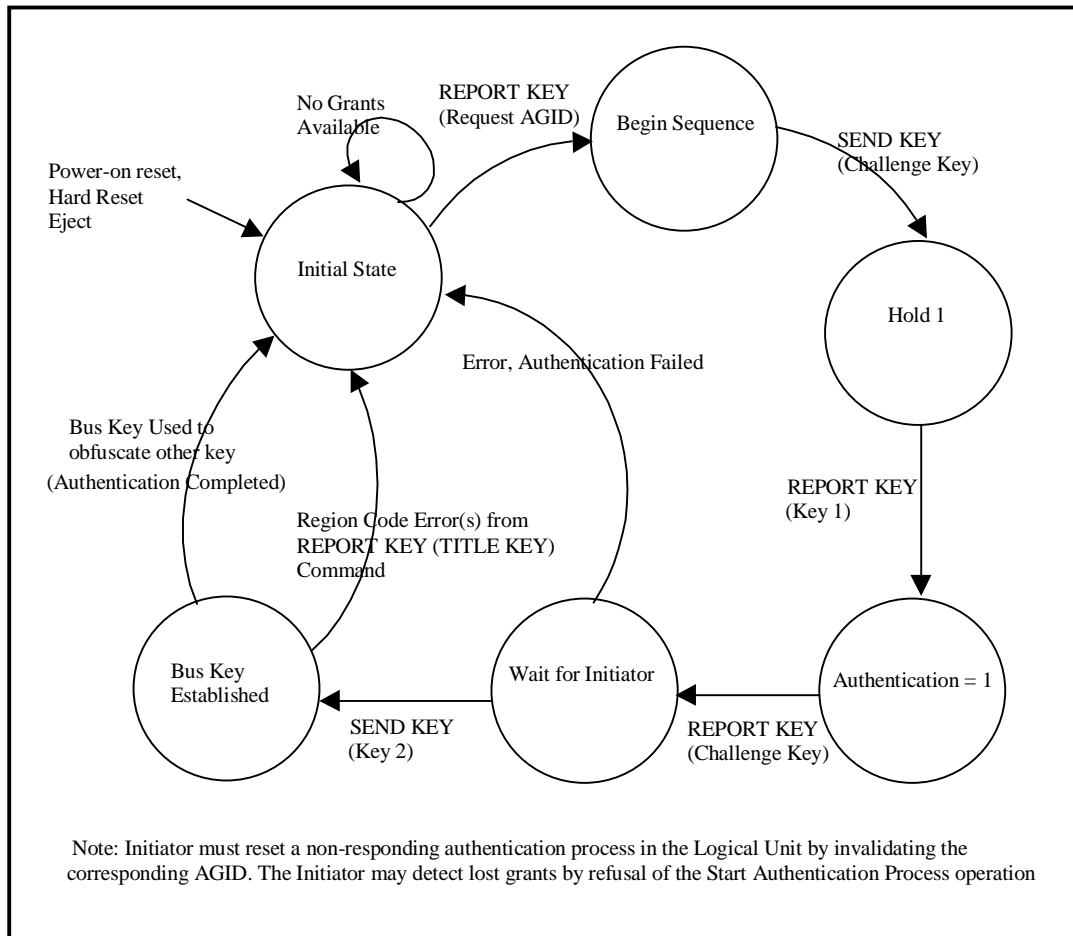 No Grants
Available
REPORT KEY
(Request AGID)
Begin Sequence
SEND KEY
(Challenge Key)
Power-on reset,
Hard Reset
Eject
Initial State
Hold 1
Error, Authentication Failed
Bus Key Used to
obfuscate other key
(Authentication Completed)
REPORT KEY
(Key 1)
Region Code Error(s) from
REPORT KEY (TITLE KEY)
Command
Bus Key
Established
Wait for Initiator
Authentication = 1
SEND KEY
(Key 2)
REPORT KEY
(Challenge Key)
Note: Initiator must reset a non-responding authentication process in the Logical Unit by invalidating the
corresponding AGID. The Initiator may detect lost grants by refusal of the Start Authentication Process operation